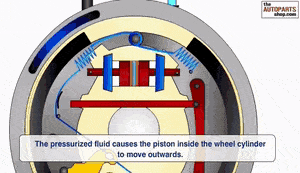 the
AUTOPARTS
shop.com
The pressurized fluid causes the piston inside the wheel cylinder
to move outwards.